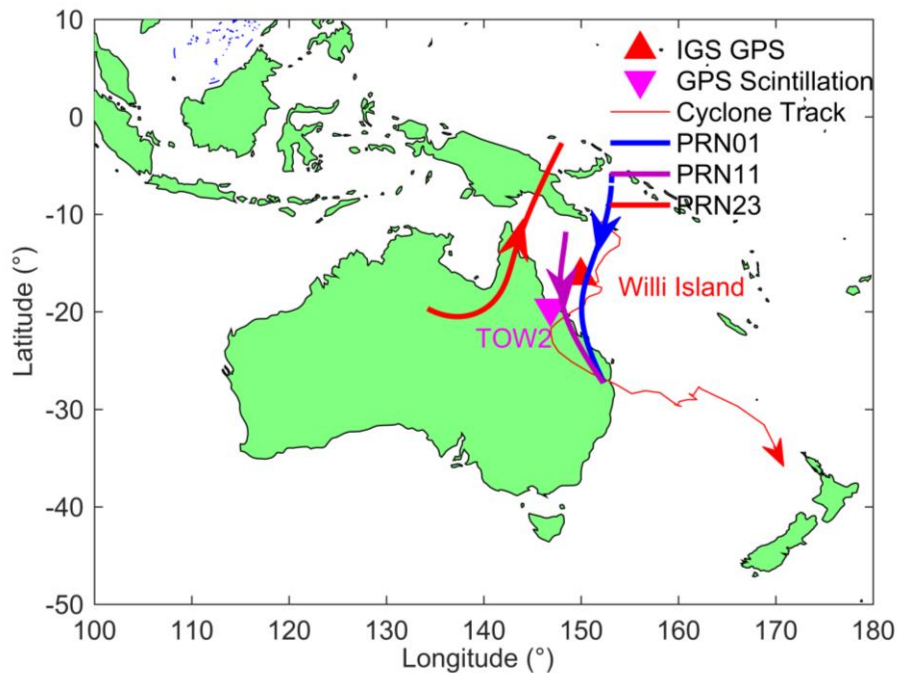 IGS GPS
GPS Scintillation
Cyclone Track
PRN01
PRN11
PRN23
Willi Island
TOW2
10
0
-10
-20
-30
-40
-50
Latitude (°)
100 110 120 130 140 150 160 170 180
Longitude (°)